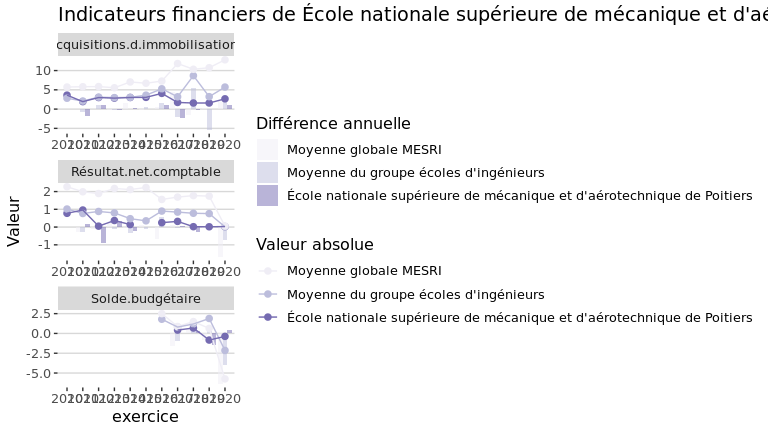 Indicateurs financiers de École nationale supérieure de mécanique et d'aé
cquisitions.d.immobilisation
10
5
0
-5
Résultat.net.comptable
2
1
0
-1
Solde.budgétaire
2.5
0.0
-2.5
-5.0
exercice
Valeur
Différence annuelle
Moyenne globale MESRI
Moyenne du groupe écoles d'ingénieurs
École nationale supérieure de mécanique et d'aérotechnique de Poitiers
Valeur absolue
Moyenne globale MESRI
Moyenne du groupe écoles d'ingénieurs
École nationale supérieure de mécanique et d'aérotechnique de Poitiers